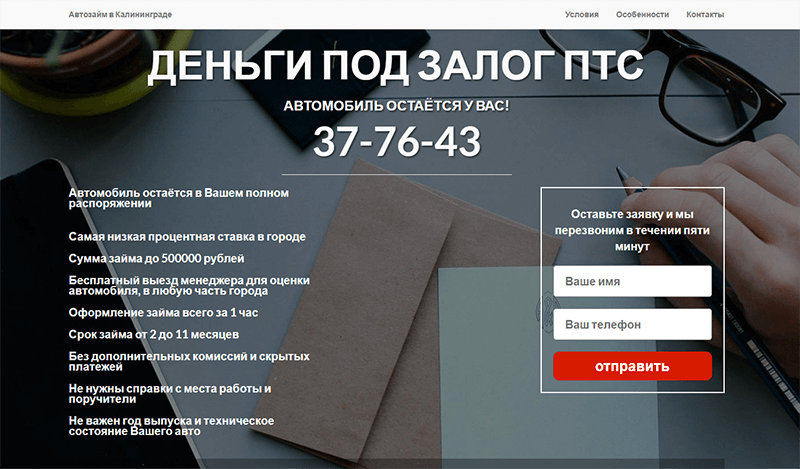 Автозайм в Калининграде
Условия Особенности Контакты
ДЕНЬГИ ПОД ЗАЛОГ ПТС
АВТОМОБИЛЬ ОСТАЁТСЯ У ВАС!
37-76-43
Автомобиль остаётся в Вашем полном
распоряжении
Самая низкая процентная ставка в городе
Сумма займа до 500000 рублей
Бесплатный выезд менеджера для оценки
автомобиля, в любую часть города
Оформление займа всего за 1 час
Срок займа от 2 до 11 месяцев
Без дополнительных комиссий и скрытых
платежей
Не нужны справки с места работы и
поручители
Не важен год выпуска и техническое
состояние Вашего авто
Оставьте заявку и мы
перезвоним в течении пяти
минут
Ваше имя
Ваш телефон
отправить